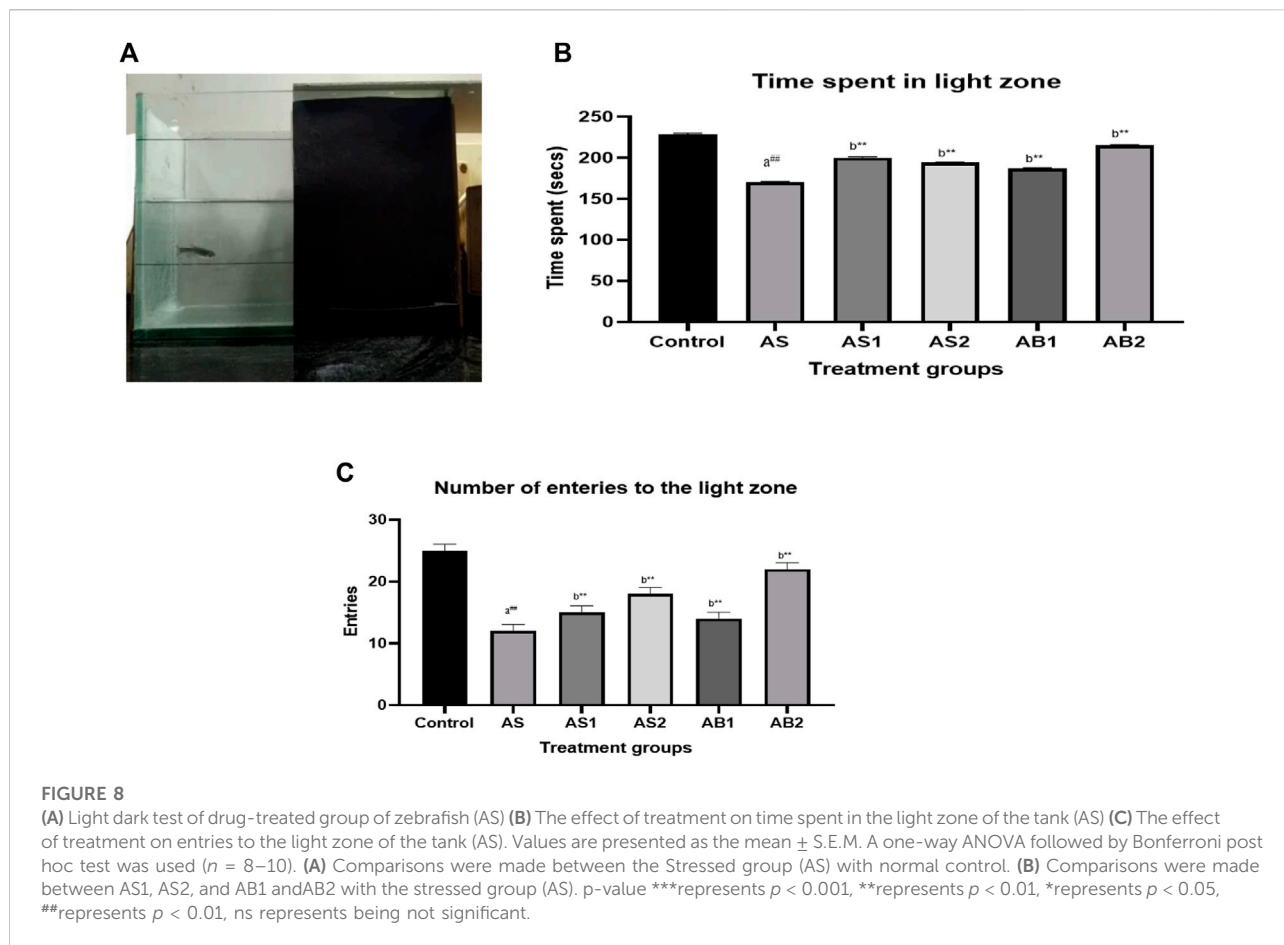 A
B
Time spent in light zone
Time spent (secs)
250
200
150
100
50
0
a##
b**
b**
b**
b**
Control AS AS1 AS2 AB1 AB2
Treatment groups
C
Number of enteries to the light zone
Entries
30
20
10
0
a##
b**
b**
b**
b**
Control AS AS1 AS2 AB1 AB2
Treatment groups
FIGURE 8
(A) Light dark test of drug-treated group of zebrafish (AS) (B) The effect of treatment on time spent in the light zone of the tank (AS) (C) The effect
of treatment on entries to the light zone of the tank (AS). Values are presented as the mean ± S.E.M. A one-way ANOVA followed by Bonferroni post
hoc test was used (n = 8–10). (A) Comparisons were made between the Stressed group (AS) with normal control. (B) Comparisons were made
between AS1, AS2, and AB1 andAB2 with the stressed group (AS). p-value ***represents p < 0.001, **represents p < 0.01, *represents p < 0.05,
##represents p < 0.01, ns represents being not significant.